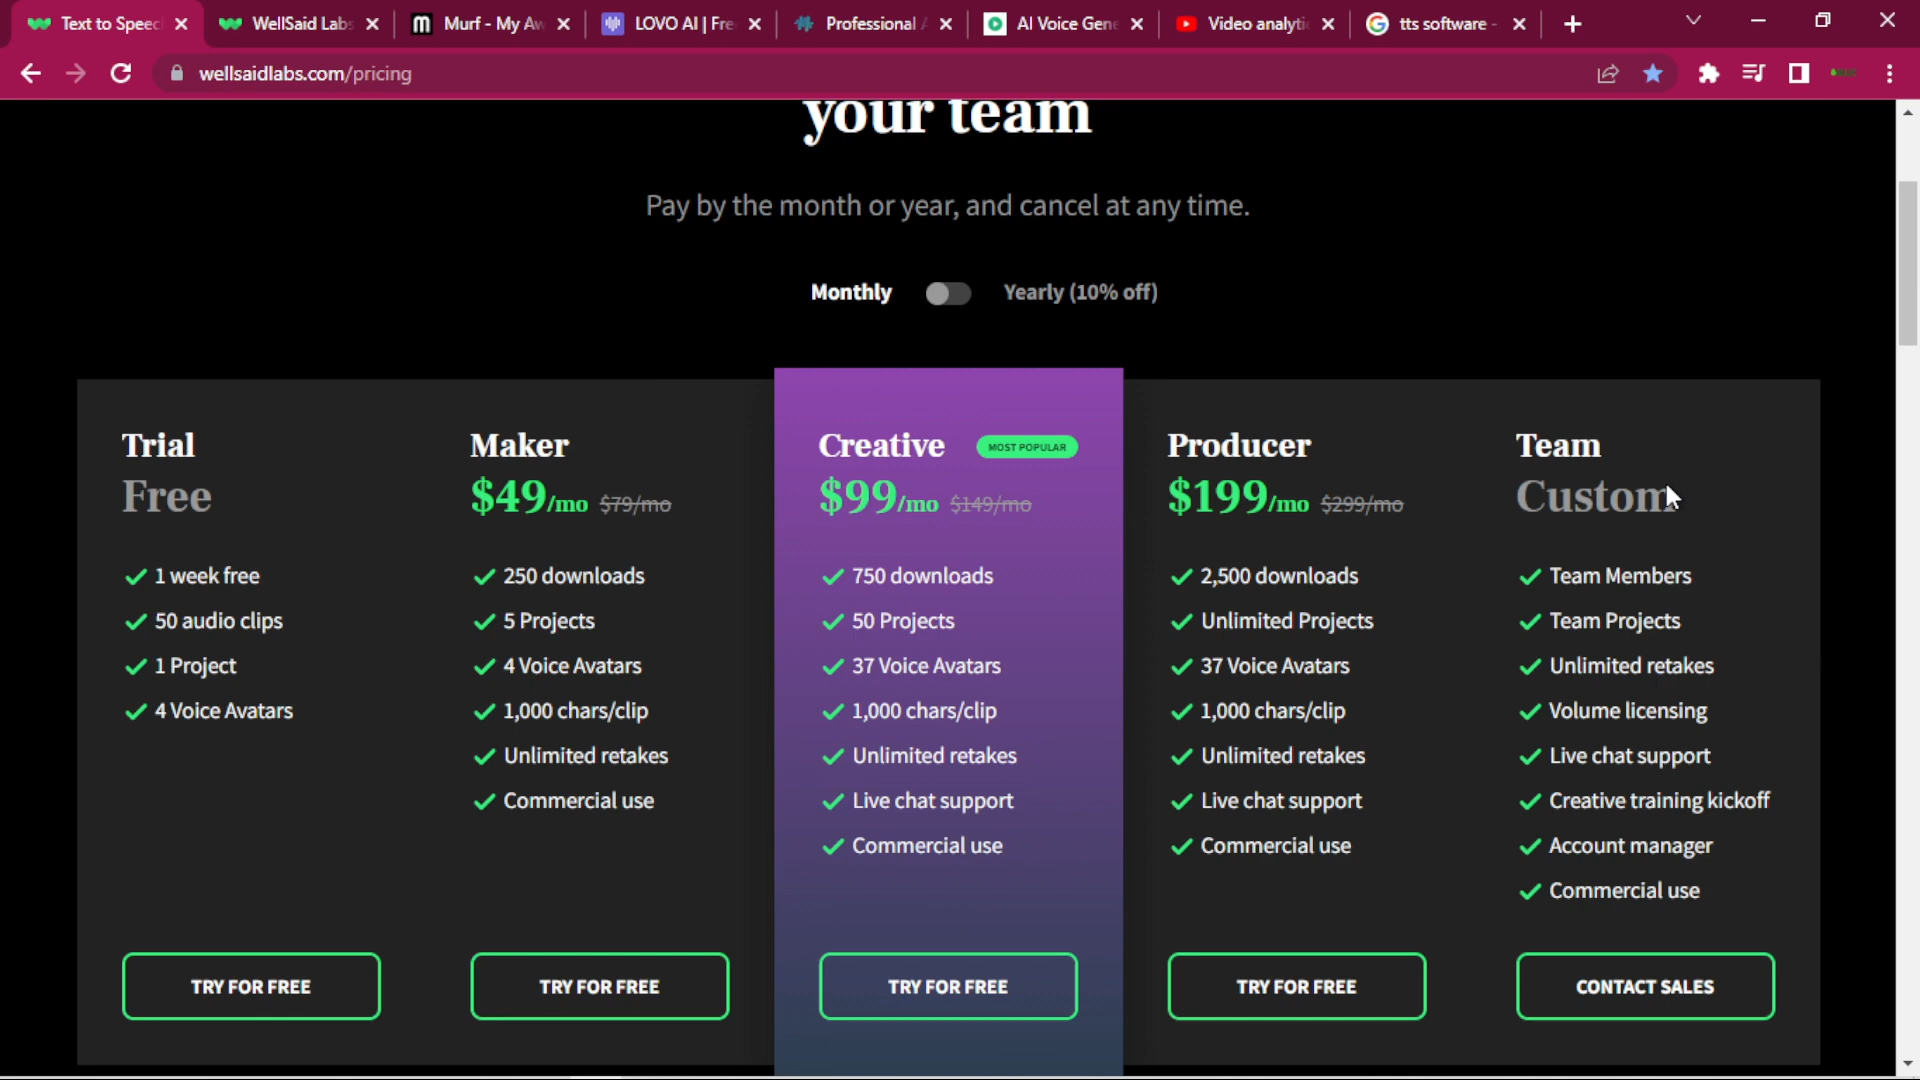 Text to Speec
WellSaid Labs
Murf - My Aw
LOVO AI | Fre
Professional A
AI Voice Gene
Video analytic
tts software -
wellsaidlabs.com/pricing
your team
Pay by the month or year, and cancel at any time.
Monthly Yearly (10% off)
Trial
Free
1 week free
50 audio clips
1 Project
4 Voice Avatars
TRY FOR FREE
Maker
$49/mo $79/mo
250 downloads
5 Projects
4 Voice Avatars
1,000 chars/clip
Unlimited retakes
Commercial use
TRY FOR FREE
Creative MOST POPULAR
$99/mo $149/mo
750 downloads
50 Projects
37 Voice Avatars
1,000 chars/clip
Unlimited retakes
Live chat support
Commercial use
TRY FOR FREE
Producer
$199/mo $299/mo
2,500 downloads
Unlimited Projects
37 Voice Avatars
1,000 chars/clip
Unlimited retakes
Live chat support
Commercial use
TRY FOR FREE
Team
Custom
Team Members
Team Projects
Unlimited retakes
Volume licensing
Live chat support
Creative training kickoff
Account manager
Commercial use
CONTACT SALES